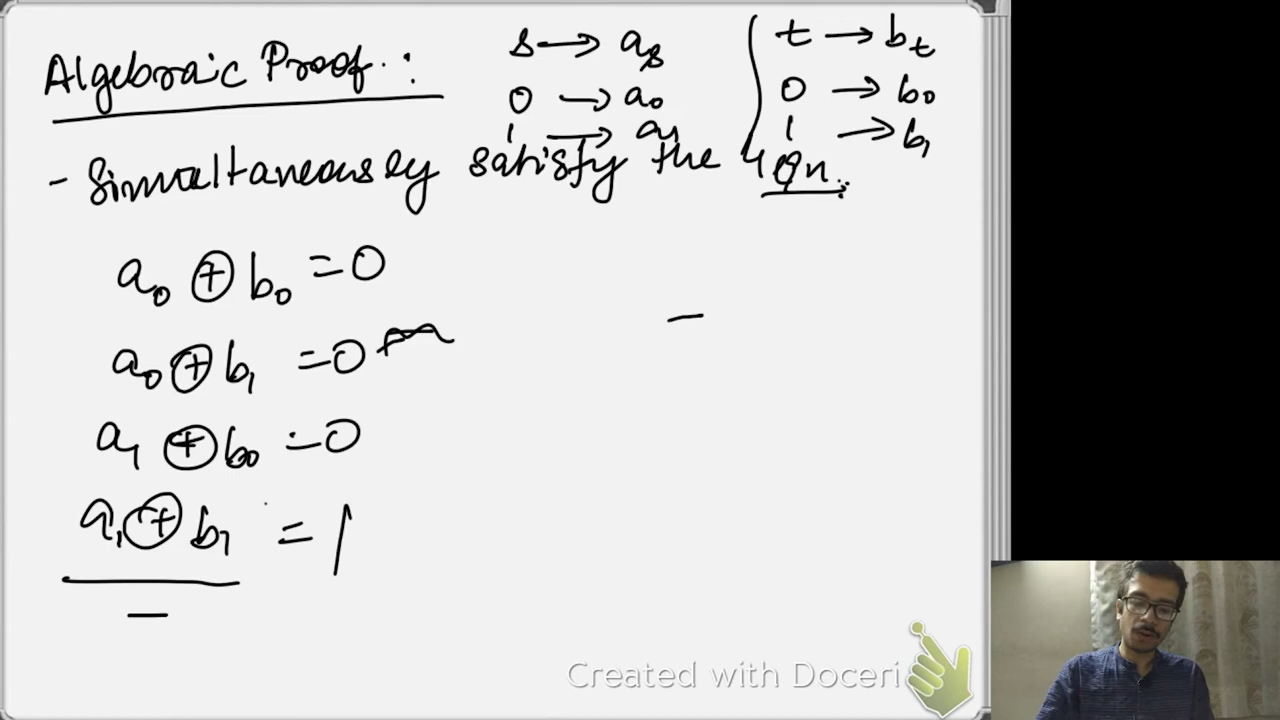 Algebraic Proof :
s → a_s
0 → a_0
1 → a_1
t → b_t
0 → b_0
1 → b_1
- Simultaneously satisfy the 4 eqn.
a_0 ⊕ b_0 = 0
a_0 ⊕ b_1 = 0
a_1 ⊕ b_0 = 0
a_1 ⊕ b_1 = 1
Created with Doceri